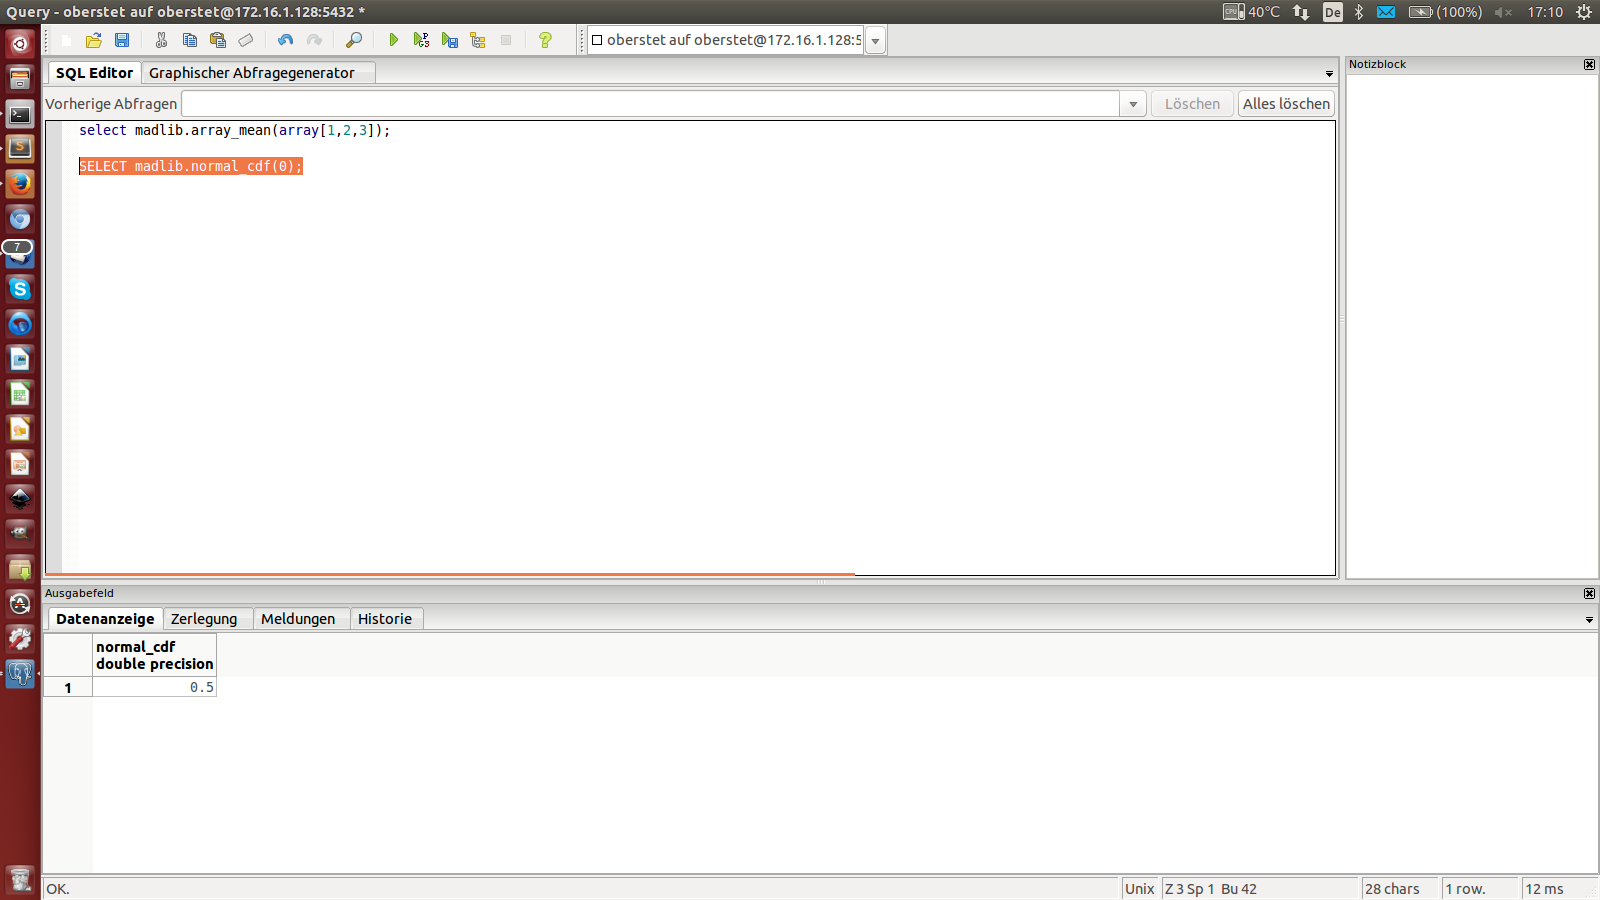 Query - oberstet auf oberstet@172.16.1.128:5432 *
40°C De (100%) 17:10
oberstet auf oberstet@172.16.1.128:5
SQL Editor Graphischer Abfragegenerator
Notizblock
Vorherige Abfragen Löschen Alles löschen
select madlib.array_mean(array[1,2,3]);
SELECT madlib.normal_cdf(0);
7
Ausgabefeld
Datenanzeige Zerlegung Meldungen Historie
normal_cdf
double precision
1 0.5
OK. Unix Z 3 Sp 1 Bu 42 28 chars 1 row. 12 ms